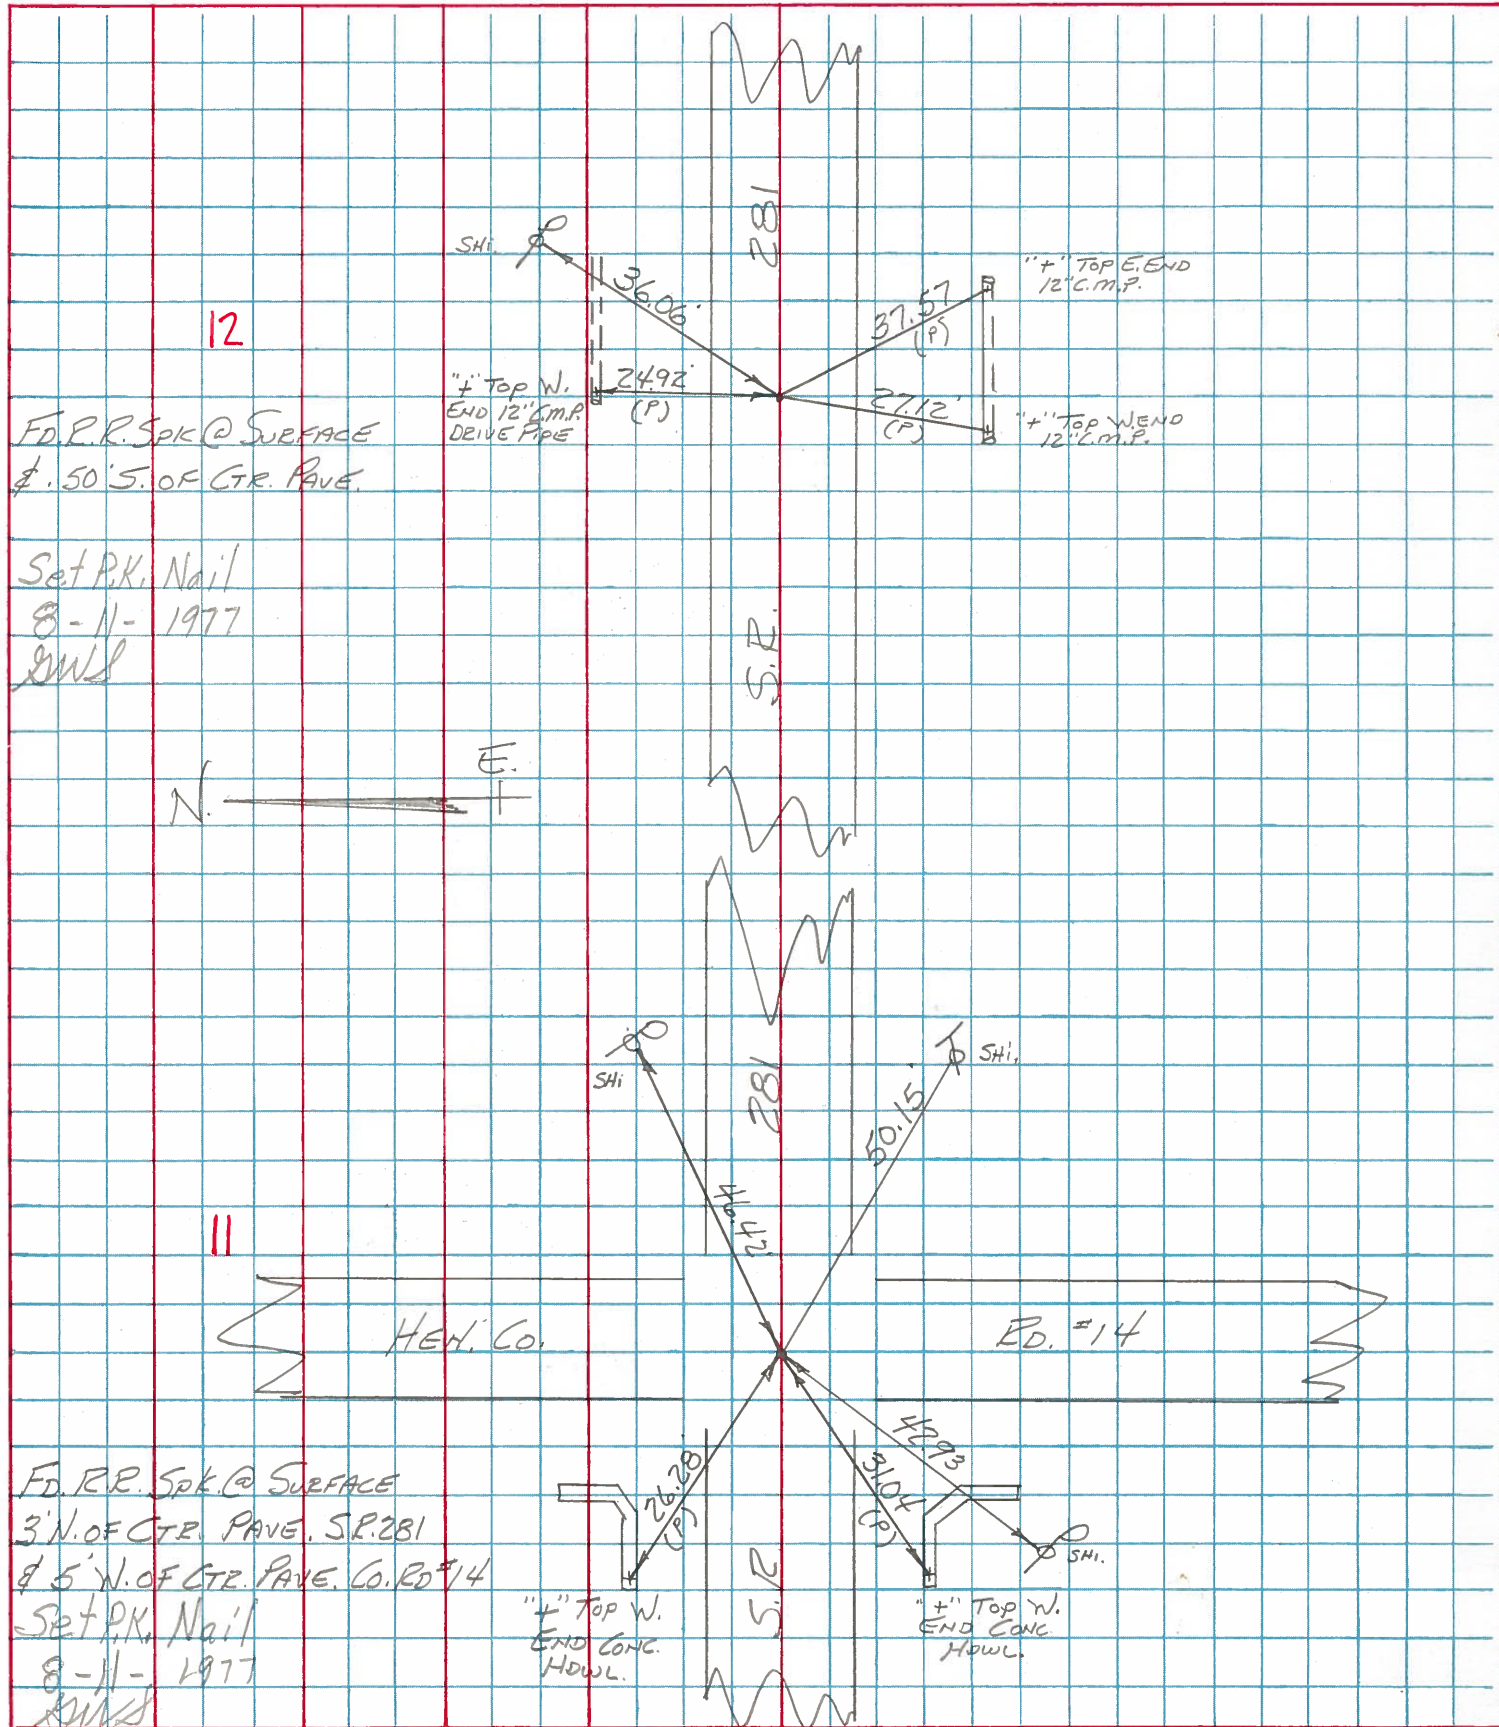 281
SHI.
36.06'
"+" TOP E. END
12" C.M.P.
37.57
(P)
12
"+" TOP W.
END 12" C.M.P.
DRIVE PIPE
24.92'
(P)
27.12'
(P)
"+" TOP W. END
12" C.M.P.
FD. R.R. SPK @ SURFACE
& .50' S. OF CTR. PAVE.
Set P.K. Nail
8-11-1977
GWS
S.R.
N.
E.
SHI
281
SHI.
50.15'
46.42'
11
HEN. CO.
RD. #14
42.93
26.28'
(P)
31.04
(P)
SHI.
FD. R.R. SPK. @ SURFACE
3' N. OF CTR. PAVE. S.R. 281
& 5' W. OF CTR. PAVE. CO. RD #14
Set P.K. Nail
8-11-1977
GWS
"+" TOP W.
END CONC.
HDWL.
S.R
"+" TOP W.
END CONC
HDWL.